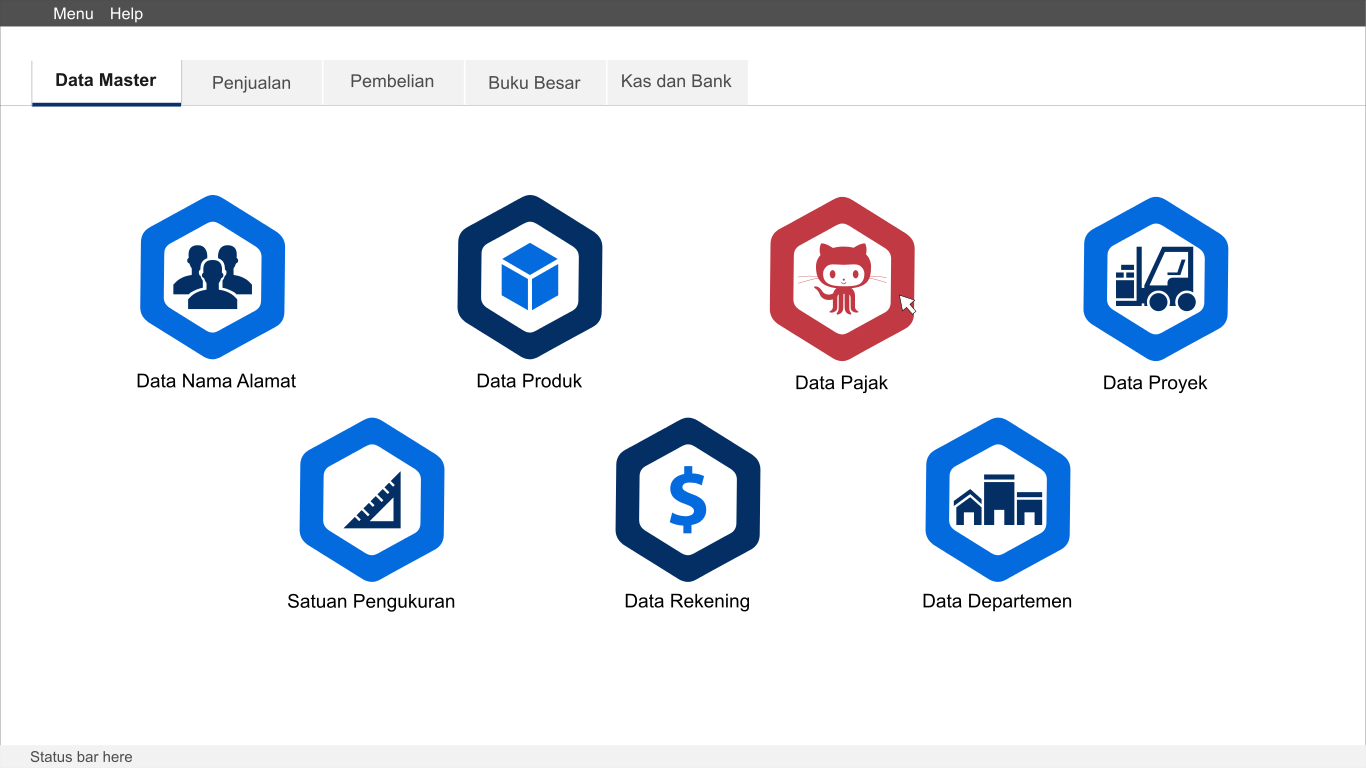 Menu Help
Data Master Penjualan Pembelian Buku Besar Kas dan Bank
Data Nama Alamat Data Produk Data Pajak Data Proyek
Satuan Pengukuran Data Rekening Data Departemen
Status bar here